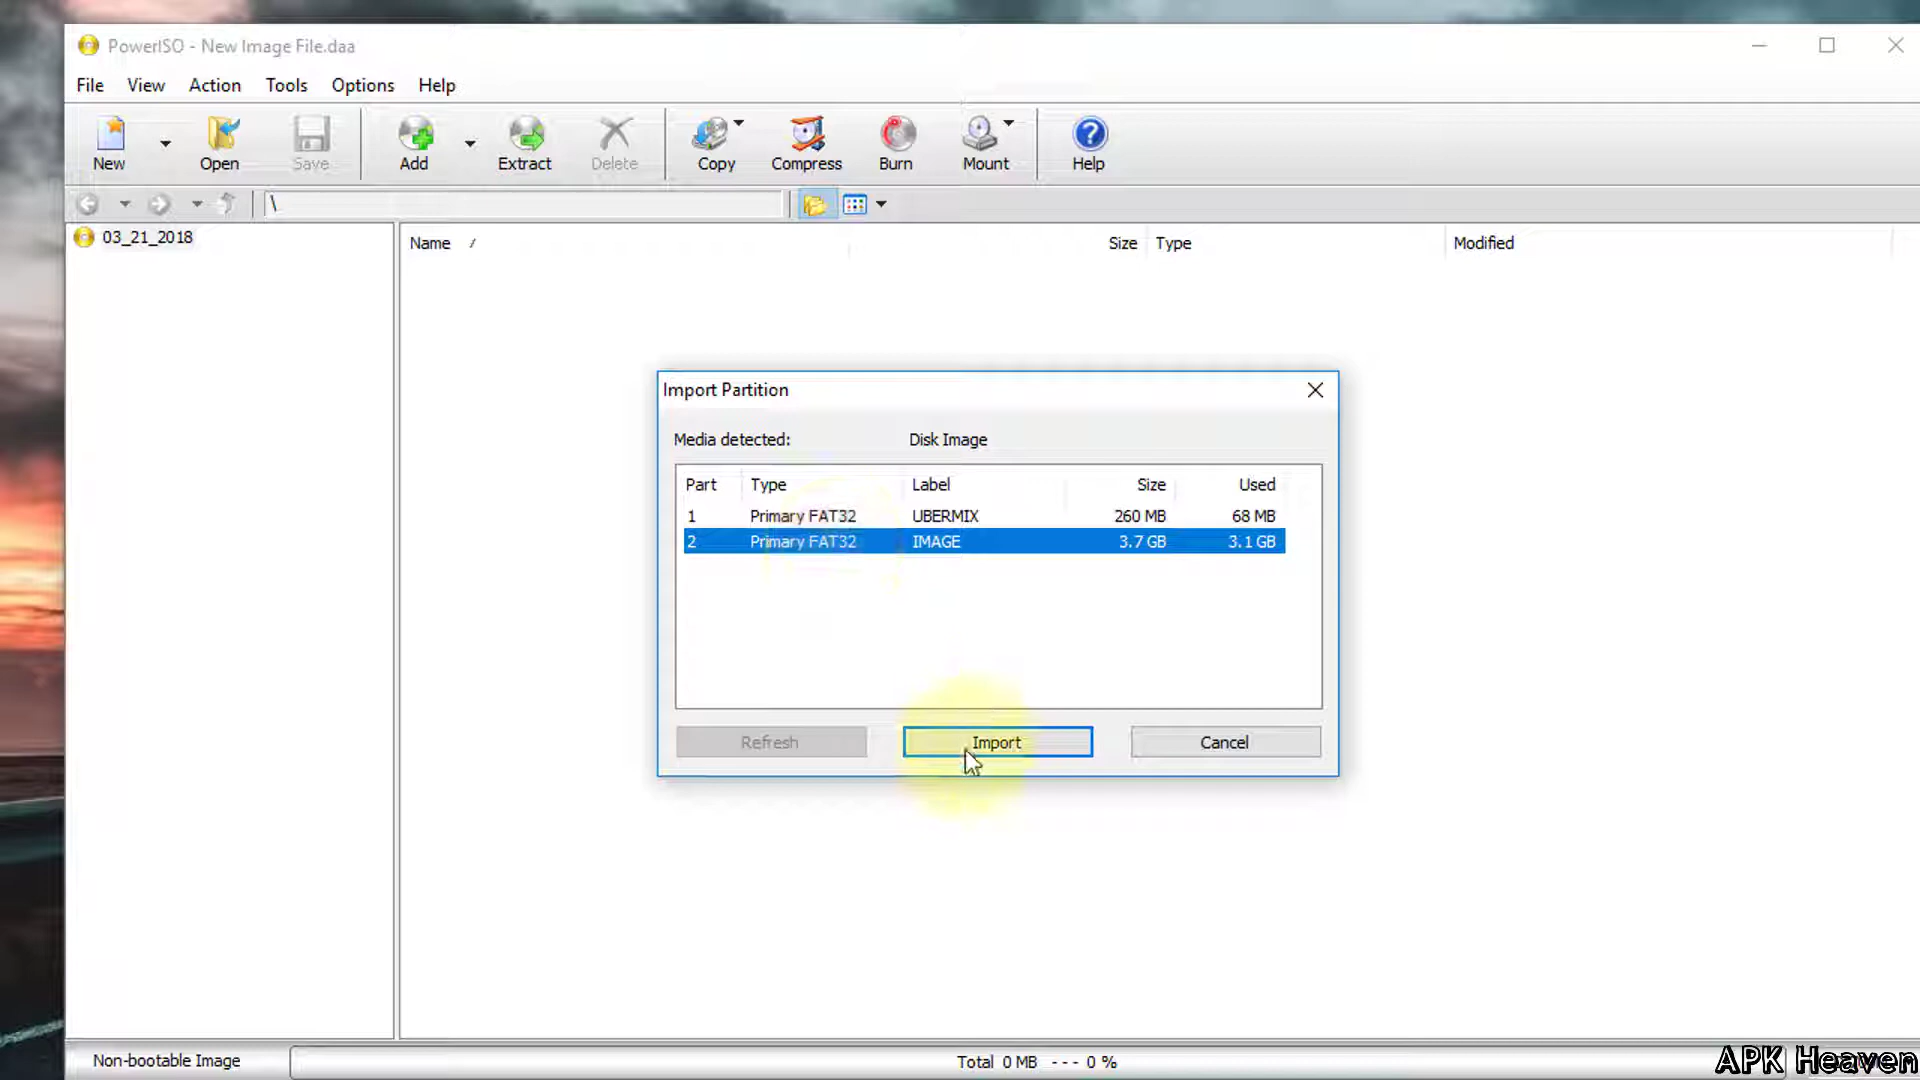 PowerISO - New Image File.daa
File View Action Tools Options Help
New Open Save Add Extract Delete Copy Compress Burn Mount Help
\
03_21_2018
Name / Size Type Modified
Import Partition
Media detected: Disk Image
Part Type Label Size Used
1 Primary FAT32 UBERMIX 260 MB 68 MB
2 Primary FAT32 IMAGE 3.7 GB 3.1 GB
Refresh Import Cancel
Non-bootable Image Total 0 MB --- 0 %
APK Heaven